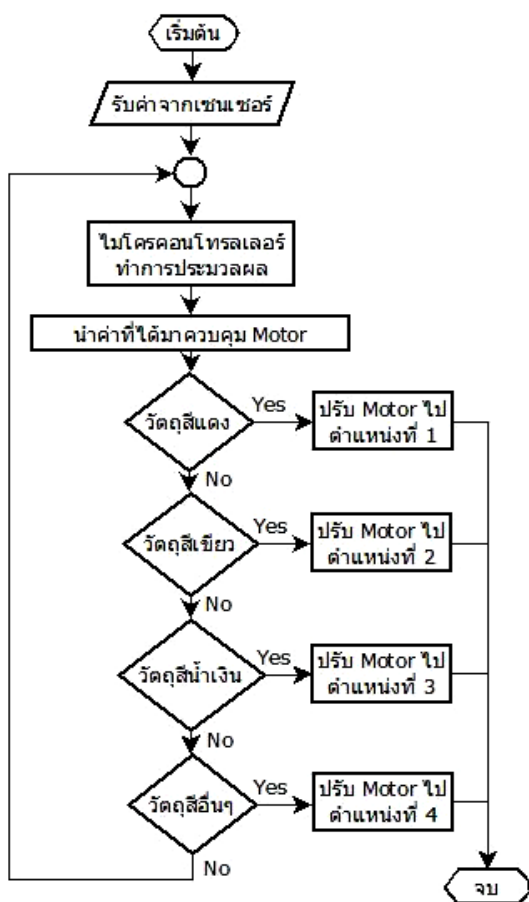 เริ่มต้น
รับค่าจากเซนเซอร์
ไมโครคอนโทรลเลอร์
ทำการประมวลผล
นำค่าที่ได้มาควบคุม Motor
วัตถุสีแดง
Yes
ปรับ Motor ไป
ตำแหน่งที่ 1
No
วัตถุสีเขียว
Yes
ปรับ Motor ไป
ตำแหน่งที่ 2
No
วัตถุสีน้ำเงิน
Yes
ปรับ Motor ไป
ตำแหน่งที่ 3
No
วัตถุสีอื่นๆ
Yes
ปรับ Motor ไป
ตำแหน่งที่ 4
No
จบ